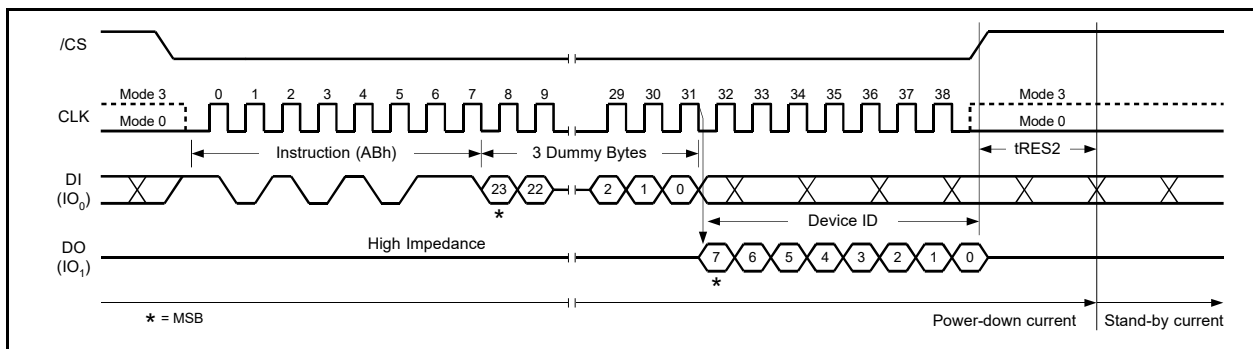 /CS
Mode 3 0 1 2 3 4 5 6 7 8 9 29 30 31 32 33 34 35 36 37 38 Mode 3
CLK Mode 0 Mode 0
Instruction (ABh) 3 Dummy Bytes tRES2
DI
(IO0) 23 22 2 1 0
* Device ID
DO High Impedance
(IO1) 7 6 5 4 3 2 1 0
*
* = MSB Power-down current Stand-by current